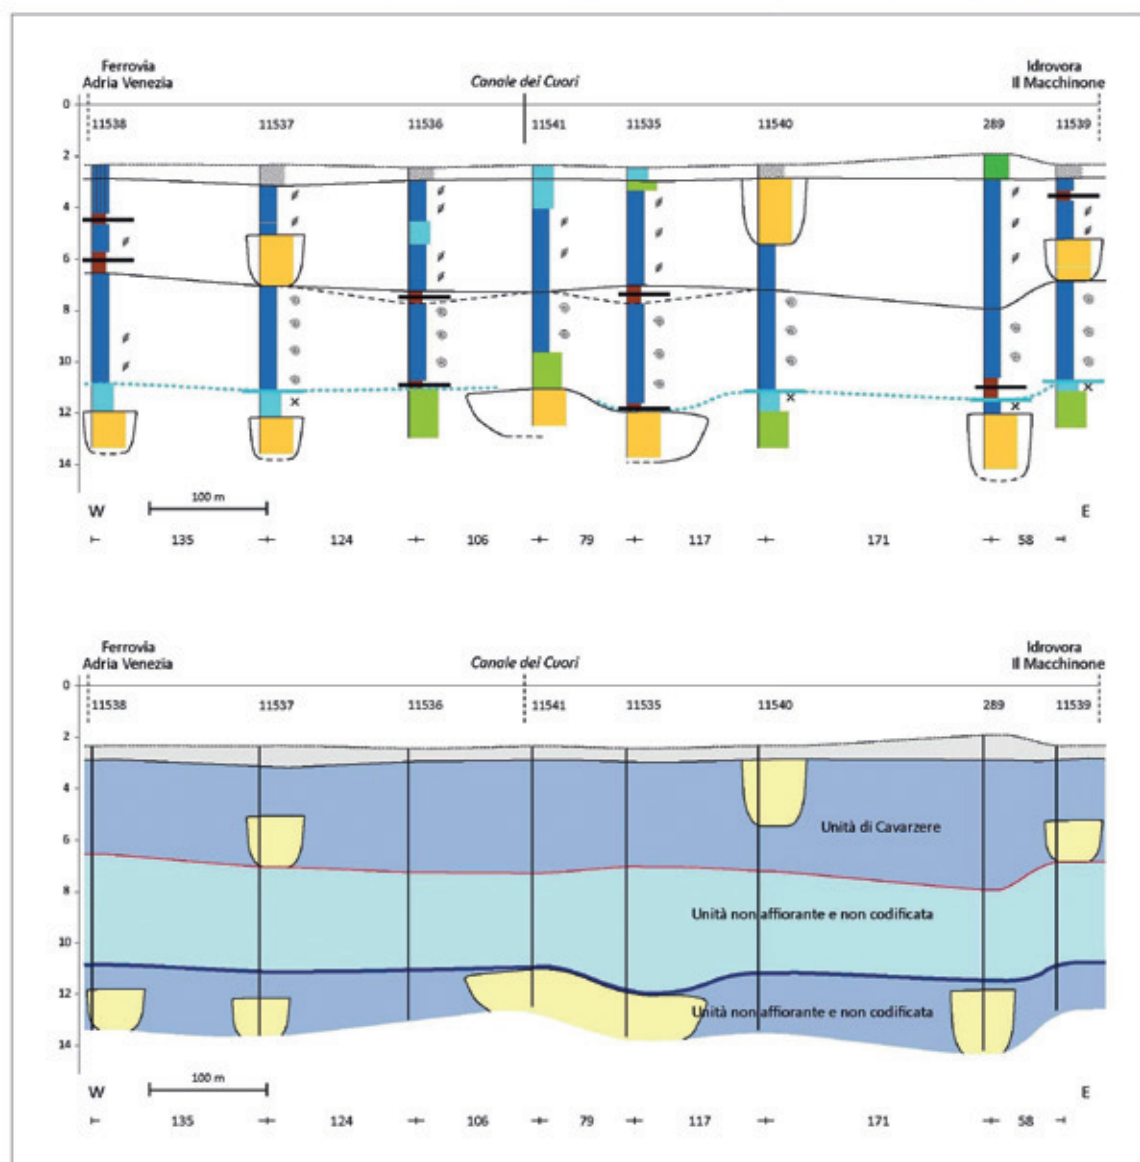 Ferrovia
Adria Venezia
Canale dei Cuori
Idrovora
Il Macchinone
0
11538 11537 11536 11541 11535 11540 289 11539
2
4
6
8
10
12
14
100 m
W E
135 124 106 79 117 171 58
Ferrovia
Adria Venezia
Canale dei Cuori
Idrovora
Il Macchinone
0
11538 11537 11536 11541 11535 11540 289 11539
2
4
Unità di Cavarzere
6
8
Unità non affiorante e non codificata
10
12
Unità non affiorante e non codificata
14
100 m
W E
135 124 106 79 117 171 58